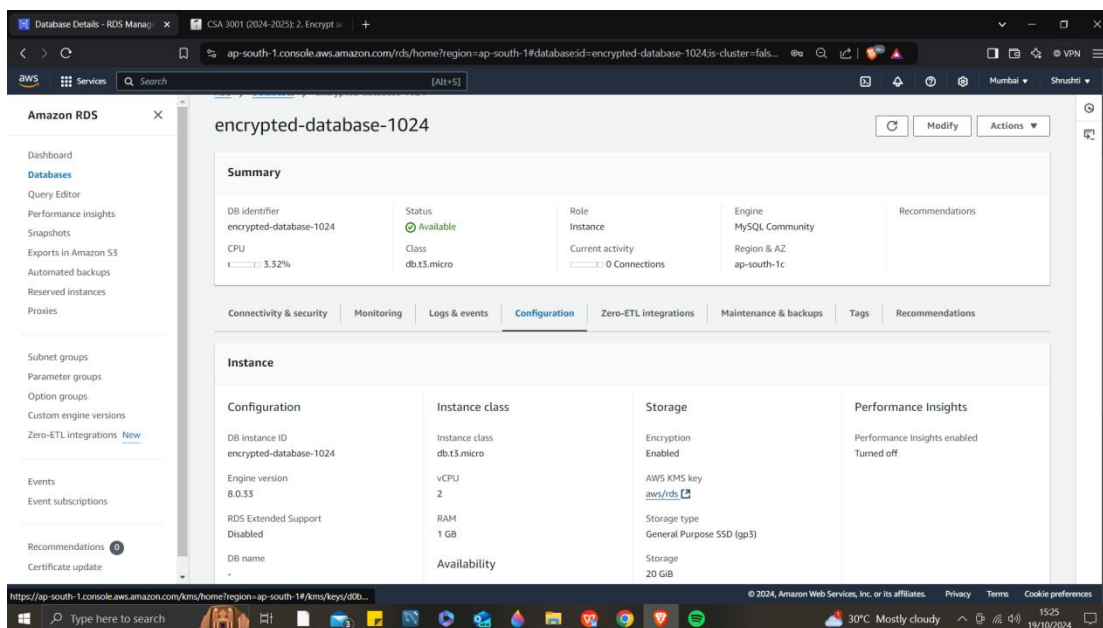 Database Details - RDS Manag
CSA 3001 (2024-2025): 2. Encrypt a
ap-south-1.console.aws.amazon.com/rds/home?region=ap-south-1#database:id=encrypted-database-1024;is-cluster=fals...
VPN
aws
Services
Search
[Alt+S]
Mumbai
Shrushti
Amazon RDS
Dashboard
Databases
Query Editor
Performance insights
Snapshots
Exports in Amazon S3
Automated backups
Reserved instances
Proxies
Subnet groups
Parameter groups
Option groups
Custom engine versions
Zero-ETL integrations New
Events
Event subscriptions
Recommendations 0
Certificate update
encrypted-database-1024
Modify
Actions
Summary
DB identifier
encrypted-database-1024
Status
Available
Role
Instance
Engine
MySQL Community
Recommendations
CPU
3.32%
Class
db.t3.micro
Current activity
0 Connections
Region & AZ
ap-south-1c
Connectivity & security
Monitoring
Logs & events
Configuration
Zero-ETL integrations
Maintenance & backups
Tags
Recommendations
Instance
Configuration
DB instance ID
encrypted-database-1024
Engine version
8.0.33
RDS Extended Support
Disabled
DB name
-
Instance class
Instance class
db.t3.micro
vCPU
2
RAM
1 GB
Availability
Storage
Encryption
Enabled
AWS KMS key
aws/rds
Storage type
General Purpose SSD (gp3)
Storage
20 GiB
Performance Insights
Performance Insights enabled
Turned off
https://ap-south-1.console.aws.amazon.com/kms/home?region=ap-south-1#/kms/keys/d0b...
© 2024, Amazon Web Services, Inc. or its affiliates.
Privacy
Terms
Cookie preferences
Type here to search
30°C Mostly cloudy
15:25
19/10/2024